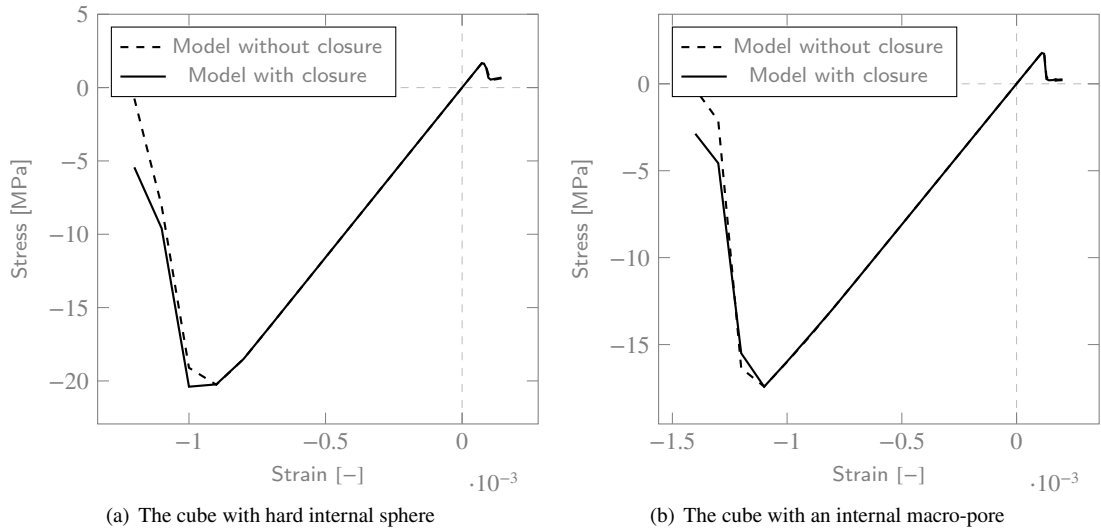 Model without closure
Model with closure
5
0
−5
−10
−15
−20
Stress [MPa]
−1
−0.5
0
Strain [−]
·10−3
(a) The cube with hard internal sphere
Model without closure
Model with closure
0
−5
−10
−15
Stress [MPa]
−1.5
−1
−0.5
0
Strain [−]
·10−3
(b) The cube with an internal macro-pore